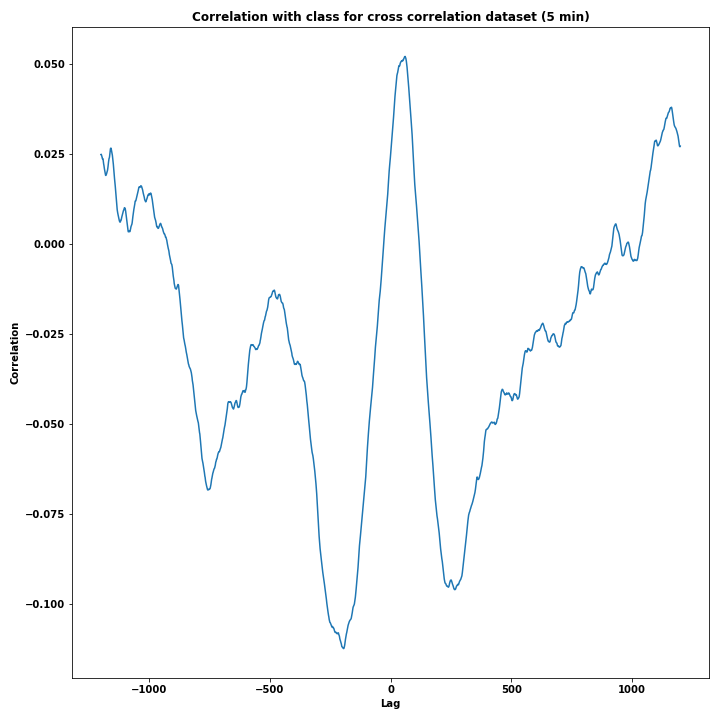 Correlation with class for cross correlation dataset (5 min)
0.050
0.025
0.000
−0.025
−0.050
−0.075
−0.100
Correlation
−1000 −500 0 500 1000
Lag